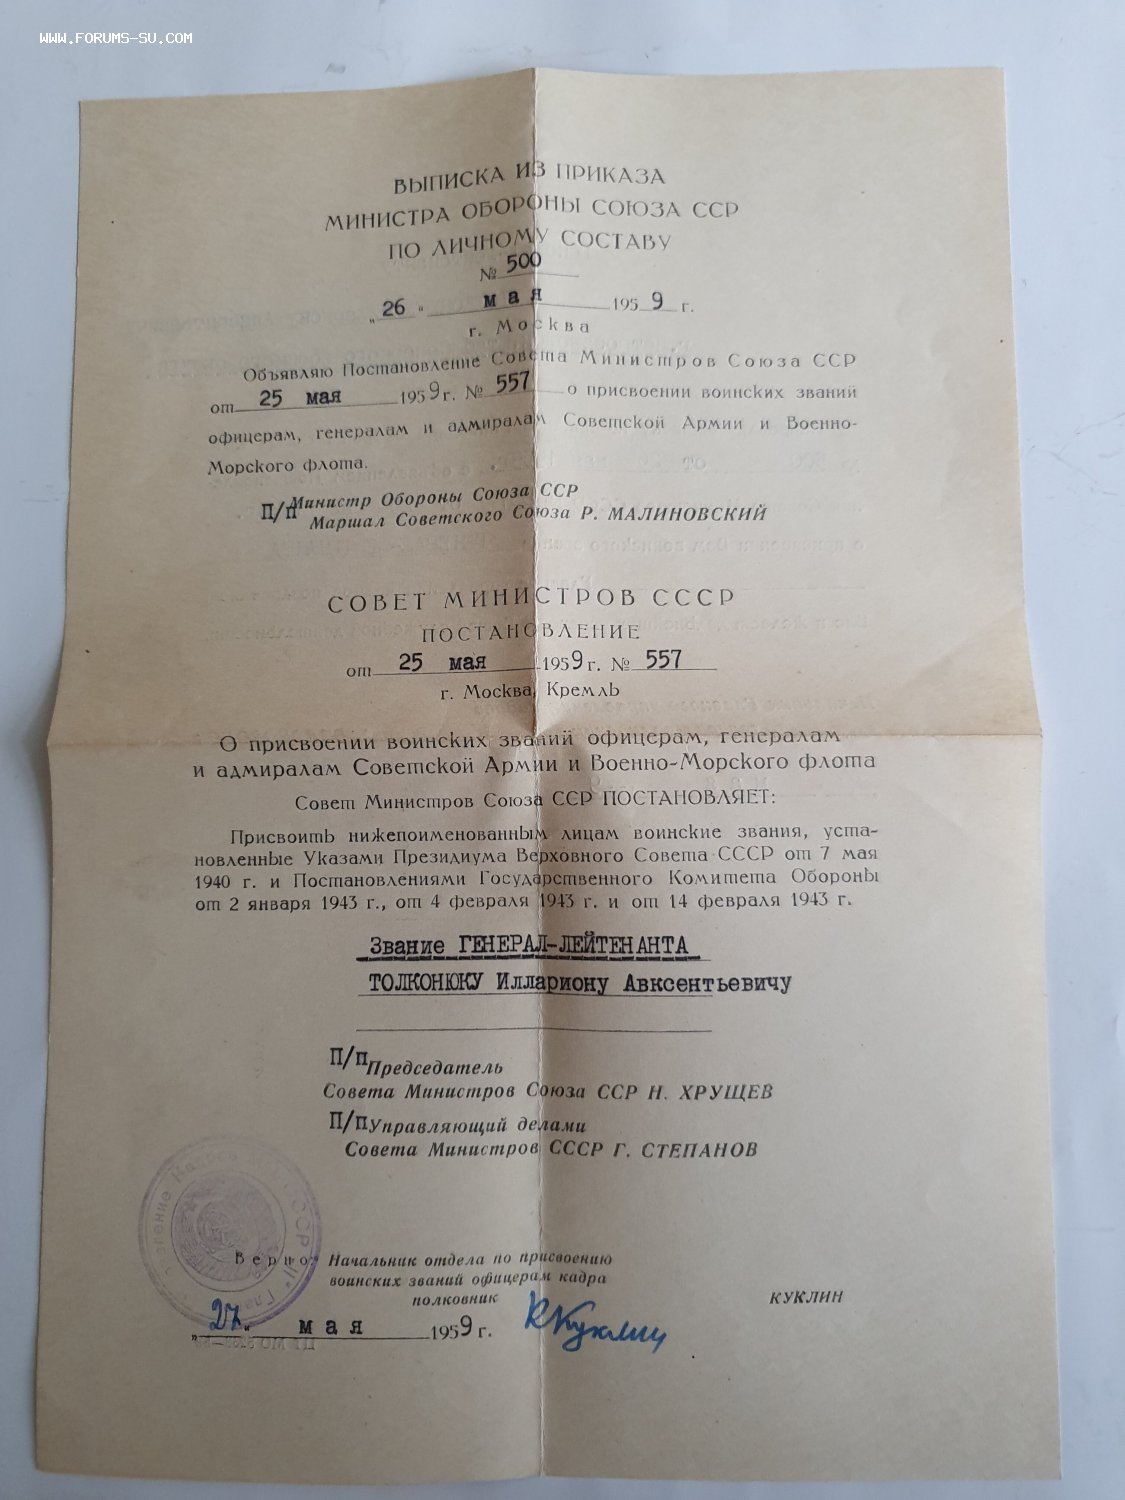 WWW.FORUMS-SU.COM
ВЫПИСКА ИЗ ПРИКАЗА
МИНИСТРА ОБОРОНЫ СОЮЗА ССР
ПО ЛИЧНОМУ СОСТАВУ
№ 500
„26“ мая 1959 г.
г. Москва
Объявляю Постановление Совета Министров Союза ССР
от 25 мая 1959 г. № 557 о присвоении воинских званий
офицерам, генералам и адмиралам Советской Армии и Военно-
Морского флота.
П/п Министр Обороны Союза ССР
Маршал Советского Союза Р. МАЛИНОВСКИЙ
СОВЕТ МИНИСТРОВ СССР
ПОСТАНОВЛЕНИЕ
от 25 мая 1959 г. № 557
г. Москва, Кремль
О присвоении воинских званий офицерам, генералам
и адмиралам Советской Армии и Военно-Морского флота
Совет Министров Союза ССР ПОСТАНОВЛЯЕТ:
Присвоить нижепоименованным лицам воинские звания, уста-
новленные Указами Президиума Верховного Совета СССР от 7 мая
1940 г. и Постановлениями Государственного Комитета Обороны
от 2 января 1943 г., от 4 февраля 1943 г. и от 14 февраля 1943 г.
Звание ГЕНЕРАЛ-ЛЕЙТЕНАНТА
ТОЛКОНЮКУ Иллариону Авксентьевичу
П/п Председатель
Совета Министров Союза ССР Н. ХРУЩЕВ
П/п Управляющий делами
Совета Министров СССР Г. СТЕПАНОВ
Верно: Начальник отдела по присвоению
воинских званий офицерам кадра
полковник КУКЛИН
„27“ мая 1959 г. Куклин